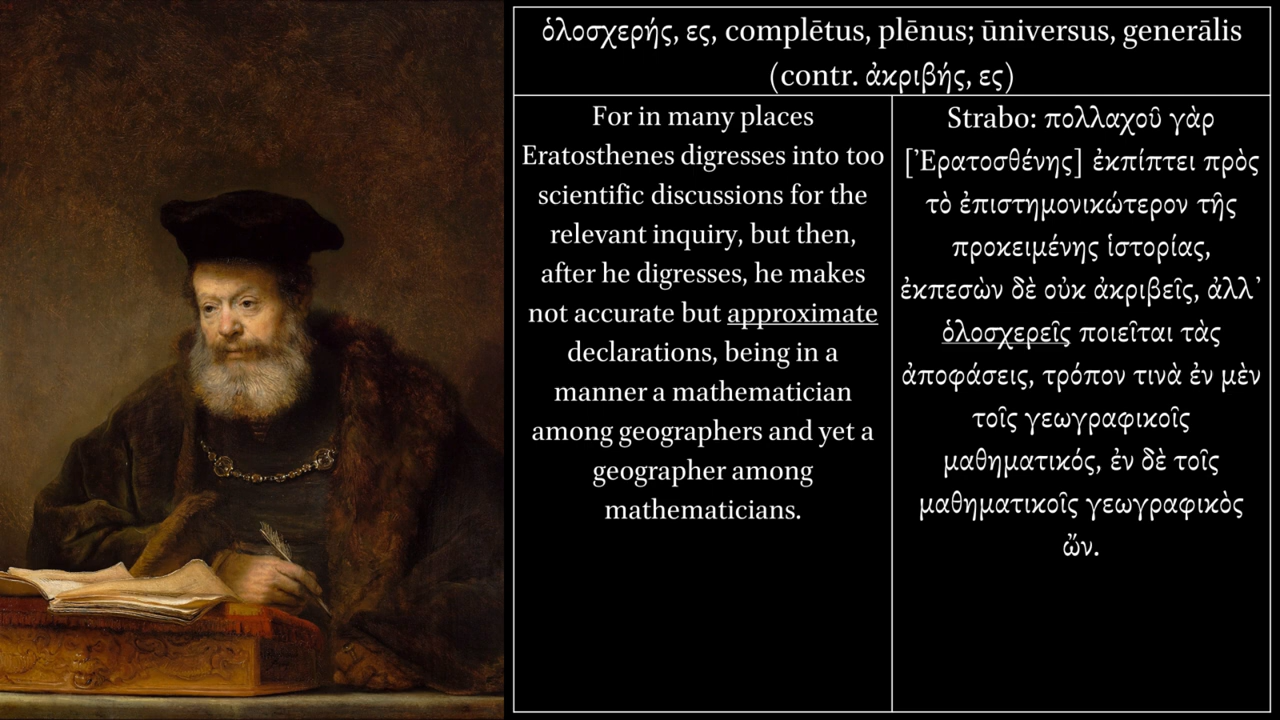 ὁλοσχερής, ες, complētus, plēnus; ūniversus, generālis
(contr. ἀκριβής, ες)
For in many places
Eratosthenes digresses into too
scientific discussions for the
relevant inquiry, but then,
after he digresses, he makes
not accurate but approximate
declarations, being in a
manner a mathematician
among geographers and yet a
geographer among
mathematicians.
Strabo: πολλαχοῦ γὰρ
[Ἐρατοσθένης] ἐκπίπτει πρὸς
τὸ ἐπιστημονικώτερον τῆς
προκειμένης ἱστορίας,
ἐκπεσὼν δὲ οὐκ ἀκριβεῖς, ἀλλ᾿
ὁλοσχερεῖς ποιεῖται τὰς
ἀποφάσεις, τρόπον τινὰ ἐν μὲν
τοῖς γεωγραφικοῖς
μαθηματικός, ἐν δὲ τοῖς
μαθηματικοῖς γεωγραφικὸς
ὤν.